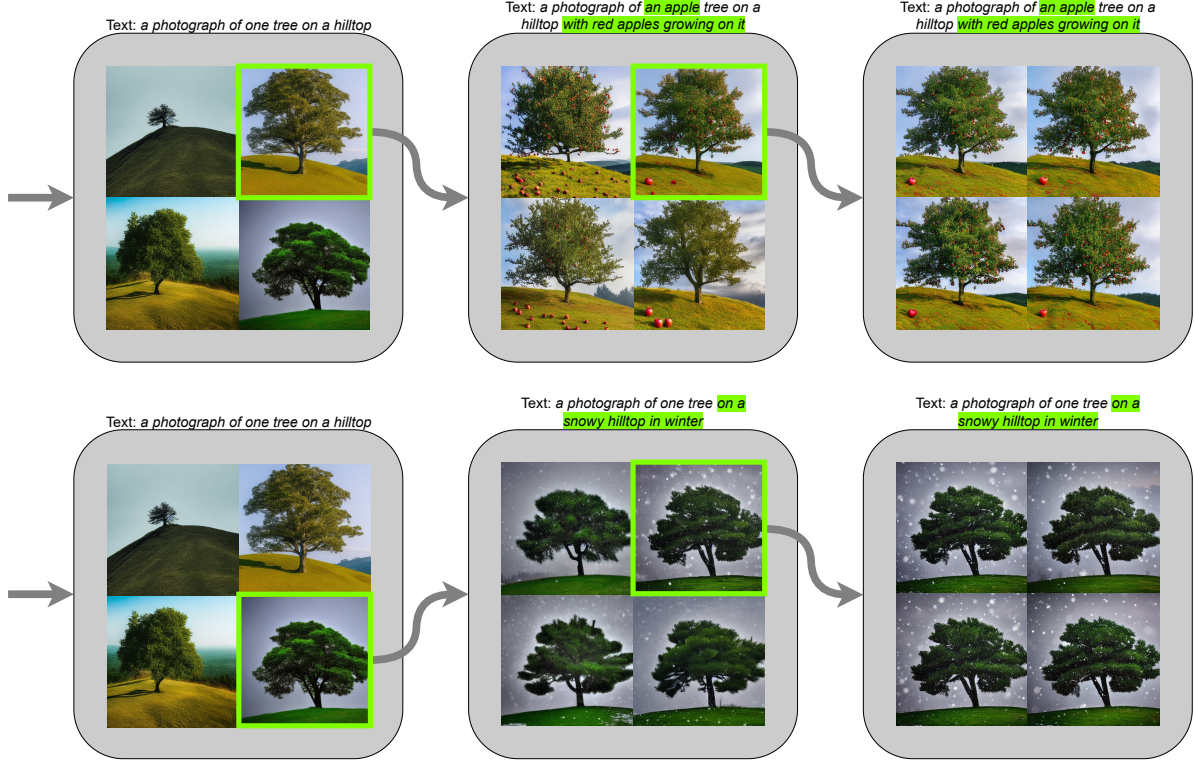 Text: a photograph of one tree on a hilltop
Text: a photograph of an apple tree on a
hilltop with red apples growing on it
Text: a photograph of an apple tree on a
hilltop with red apples growing on it
Text: a photograph of one tree on a hilltop
Text: a photograph of one tree on a
snowy hilltop in winter
Text: a photograph of one tree on a
snowy hilltop in winter